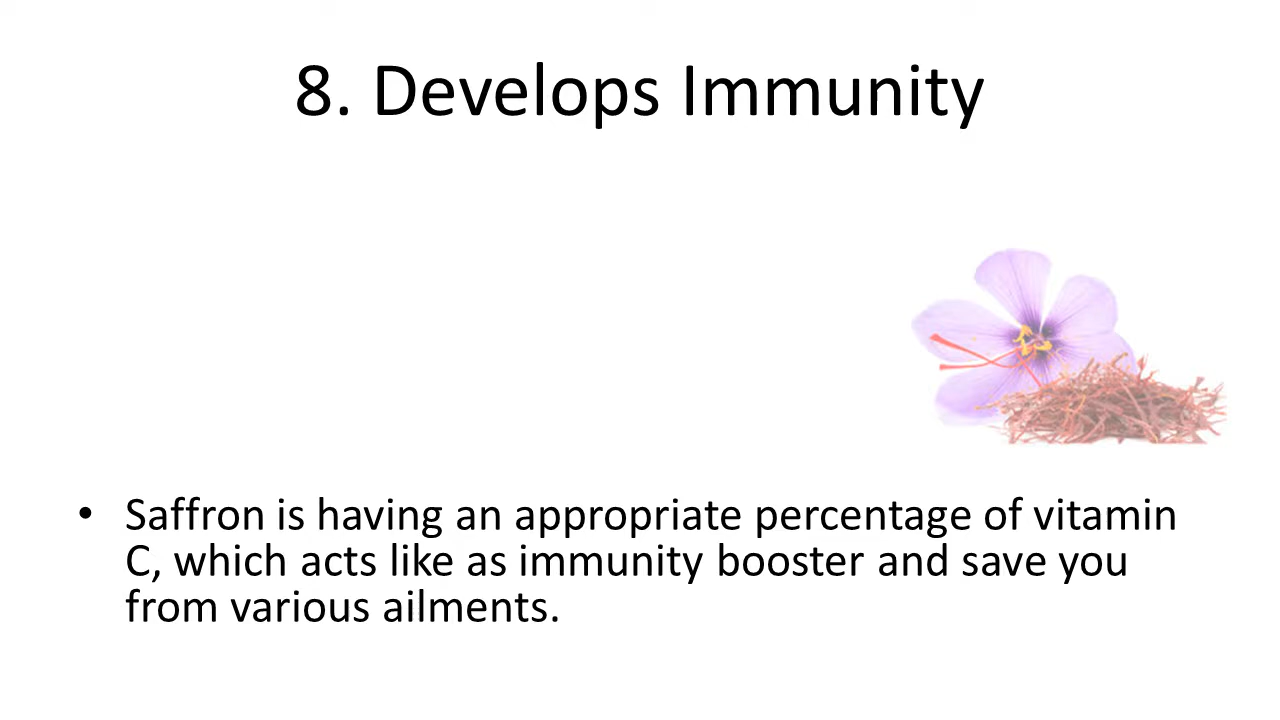 8. Develops Immunity
• Saffron is having an appropriate percentage of vitamin
C, which acts like as immunity booster and save you
from various ailments.